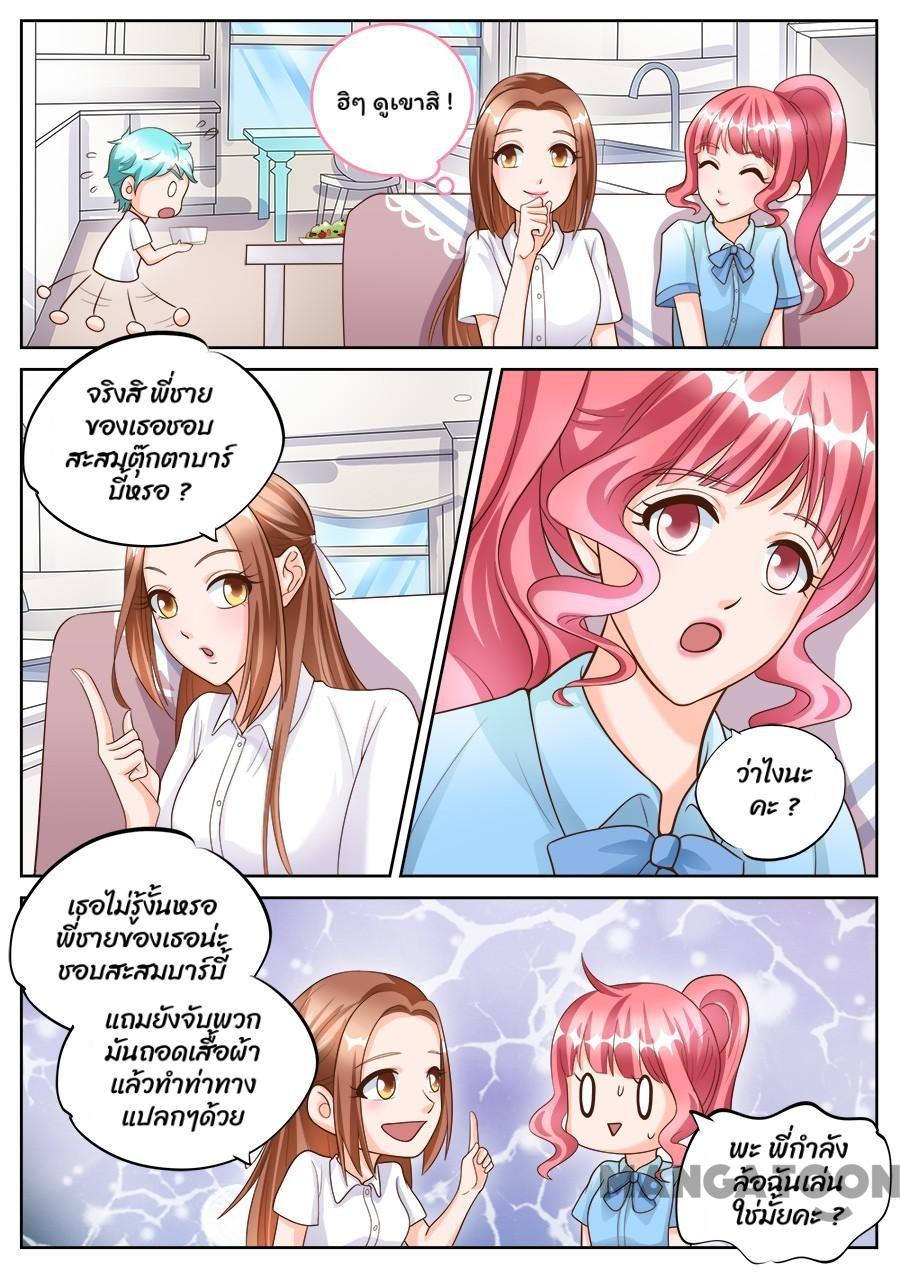 ฮิๆ ดูเขาสิ !
จริงสิ พี่ชาย
ของเธอชอบ
สะสมตุ๊กตาบาร์
บี้หรอ ?
ว่าไงนะ
คะ ?
เธอไม่รู้งั้นหรอ
พี่ชายของเธอน่ะ
ชอบสะสมบาร์บี้
แถมยังจับพวก
มันถอดเสื้อผ้า
แล้วทำท่าทาง
แปลกๆด้วย
พะ พี่กำลัง
ล้อฉันเล่น
ใช่มั้ยคะ ?
MANGATOON